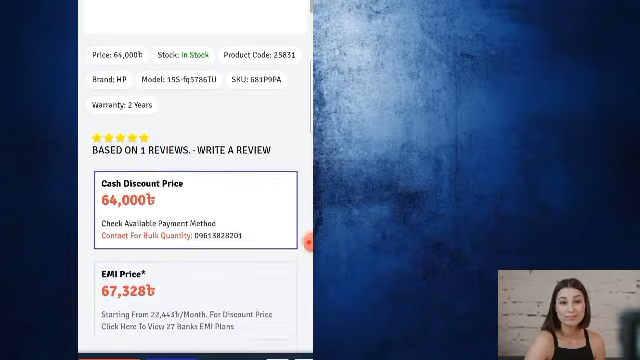 Price: 64,000৳ Stock: In Stock Product Code: 25831
Brand: HP Model: 15S-fq5786TU SKU: 681P9PA
Warranty: 2 Years
BASED ON 1 REVIEWS. - WRITE A REVIEW
Cash Discount Price
64,000৳
Check Available Payment Method
Contact For Bulk Quantity: 09613828201
EMI Price*
67,328৳
Starting From 22,443৳/Month. For Discount Price
Click Here To View 27 Banks EMI Plans